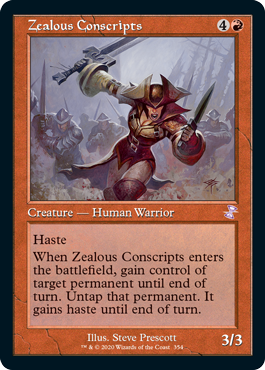 Zealous Conscripts 4
Creature — Human Warrior
Haste
When Zealous Conscripts enters
the battlefield, gain control of
target permanent until end of
turn. Untap that permanent. It
gains haste until end of turn.
Illus. Steve Prescott
™ & © 2020 Wizards of the Coast 354
3/3